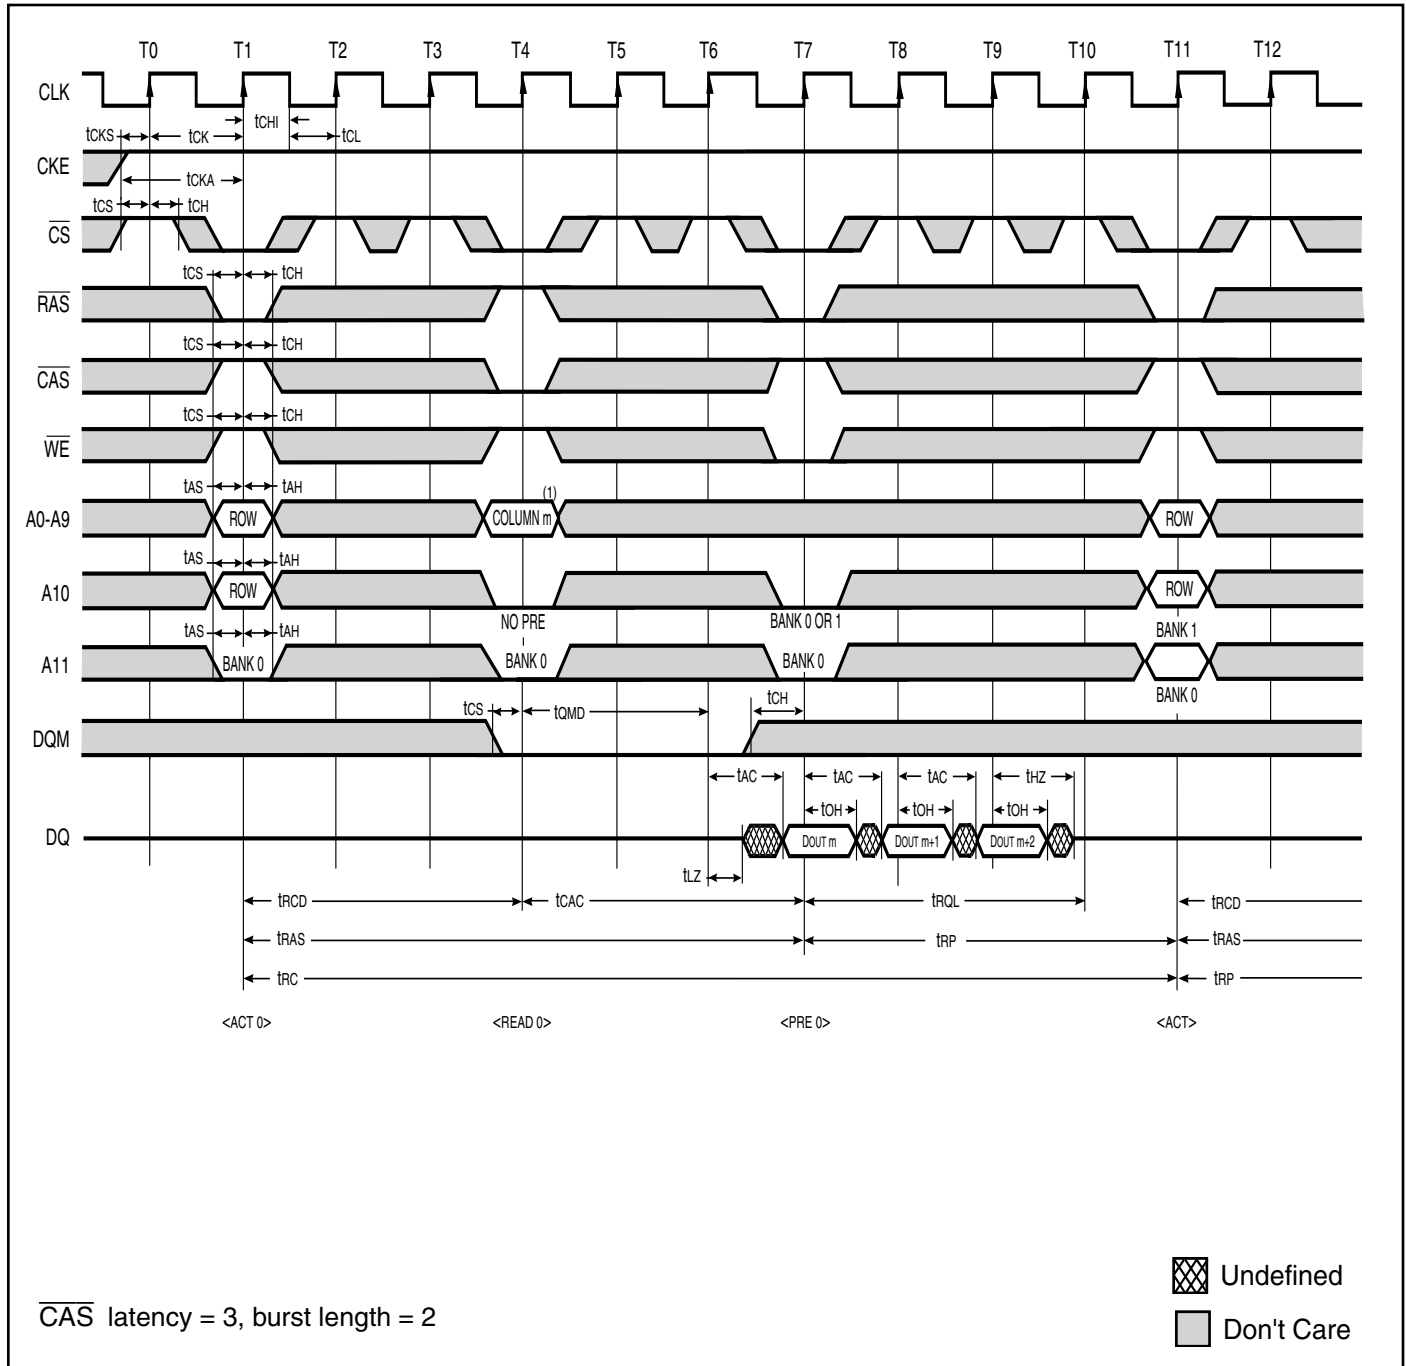 T0 T1 T2 T3 T4 T5 T6 T7 T8 T9 T10 T11 T12
CLK
tCHI
tCKS tCK tCL
CKE
tCKA
tCS tCH
CS
tCS tCH
RAS
tCS tCH
CAS
tCS tCH
WE
tAS tAH
(1)
A0-A9 ROW COLUMN m ROW
tAS tAH
A10 ROW ROW
NO PRE BANK 0 OR 1
tAS tAH BANK 1
A11 BANK 0 BANK 0 BANK 0
BANK 0
tCS tQMD tCH
DQM
tAC tAC tAC tHZ
tOH tOH tOH
DQ DOUT m DOUT m+1 DOUT m+2
tLZ
tRCD tCAC tRQL tRCD
tRAS tRP tRAS
tRC tRP
<ACT 0> <READ 0> <PRE 0> <ACT>
Undefined
CAS latency = 3, burst length = 2
Don't Care